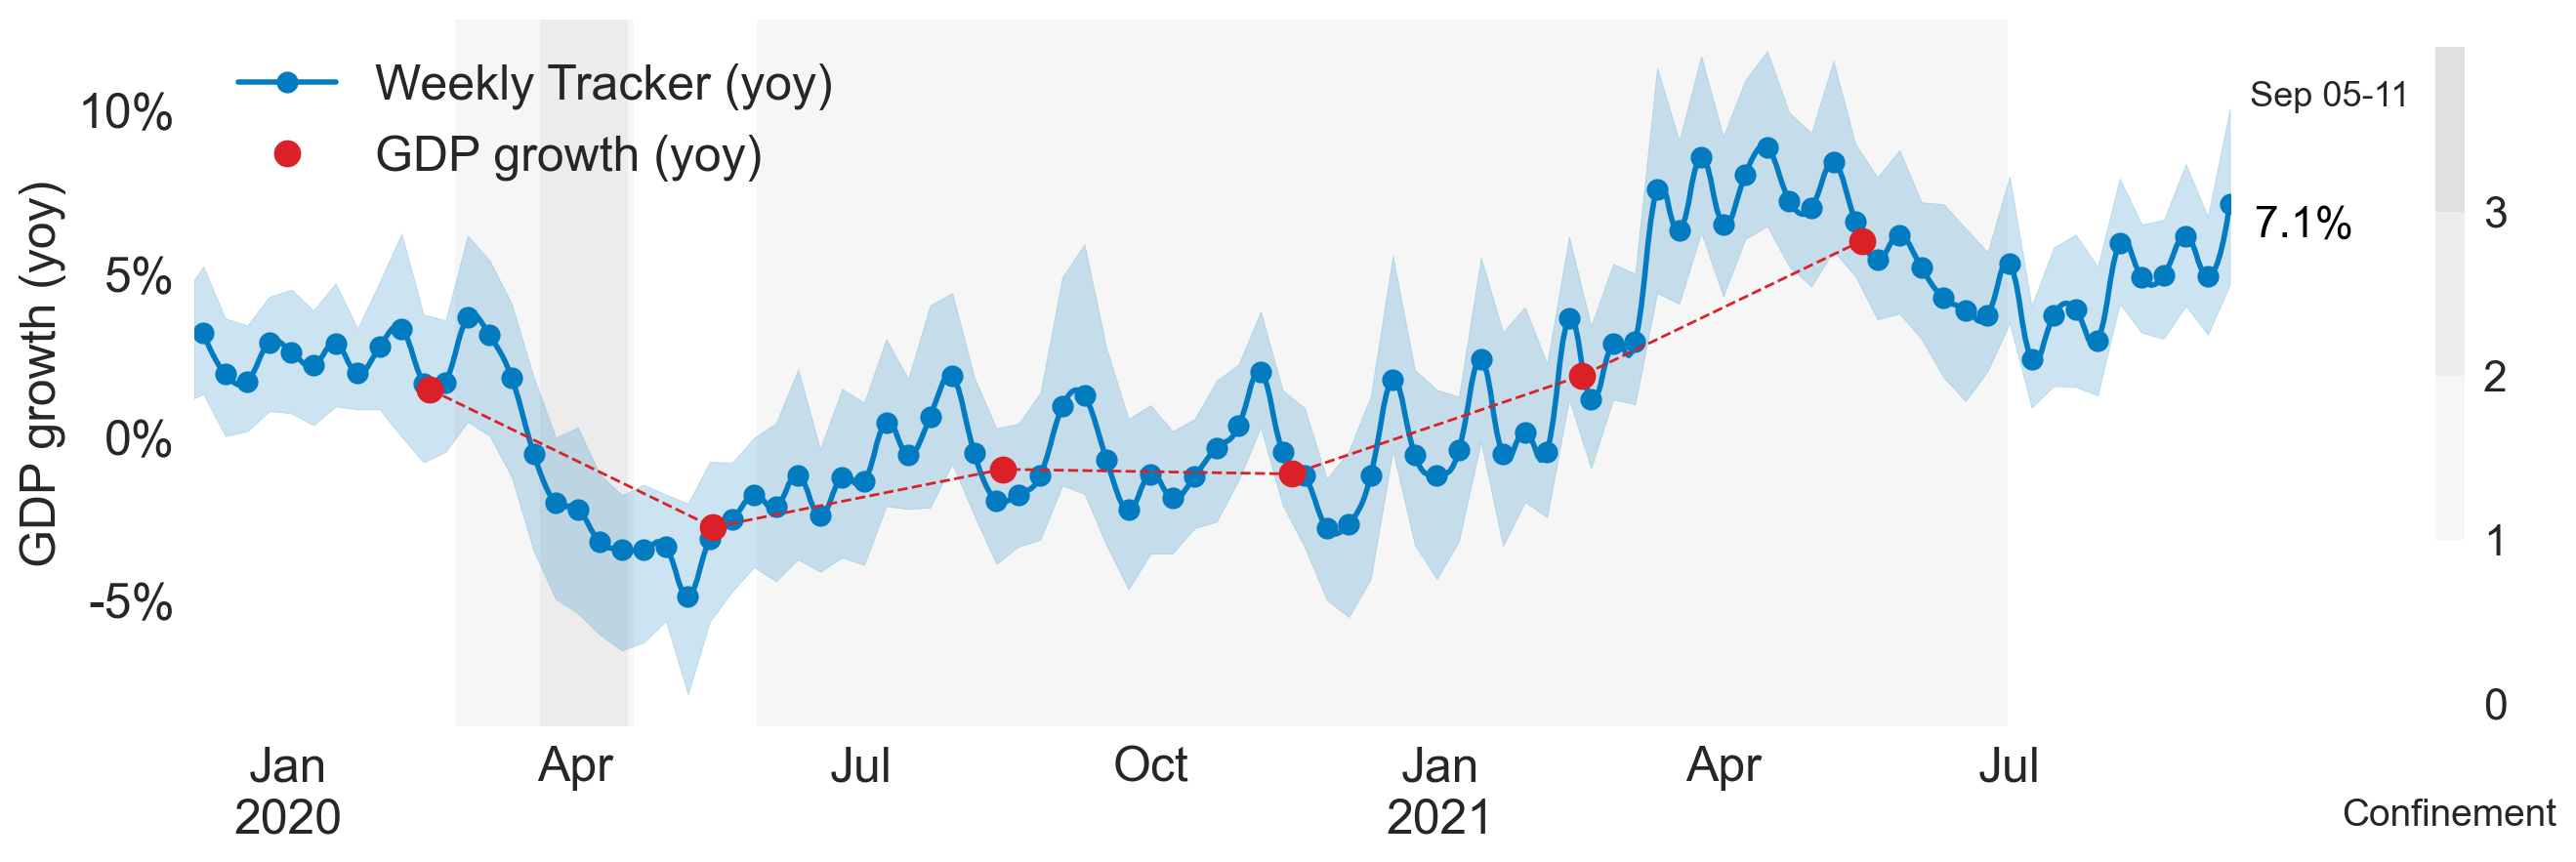 Weekly Tracker (yoy)
GDP growth (yoy)
GDP growth (yoy)
10%
5%
0%
-5%
Jan
2020
Apr
Jul
Oct
Jan
2021
Apr
Jul
Sep 05-11
7.1%
3
2
1
0
Confinement